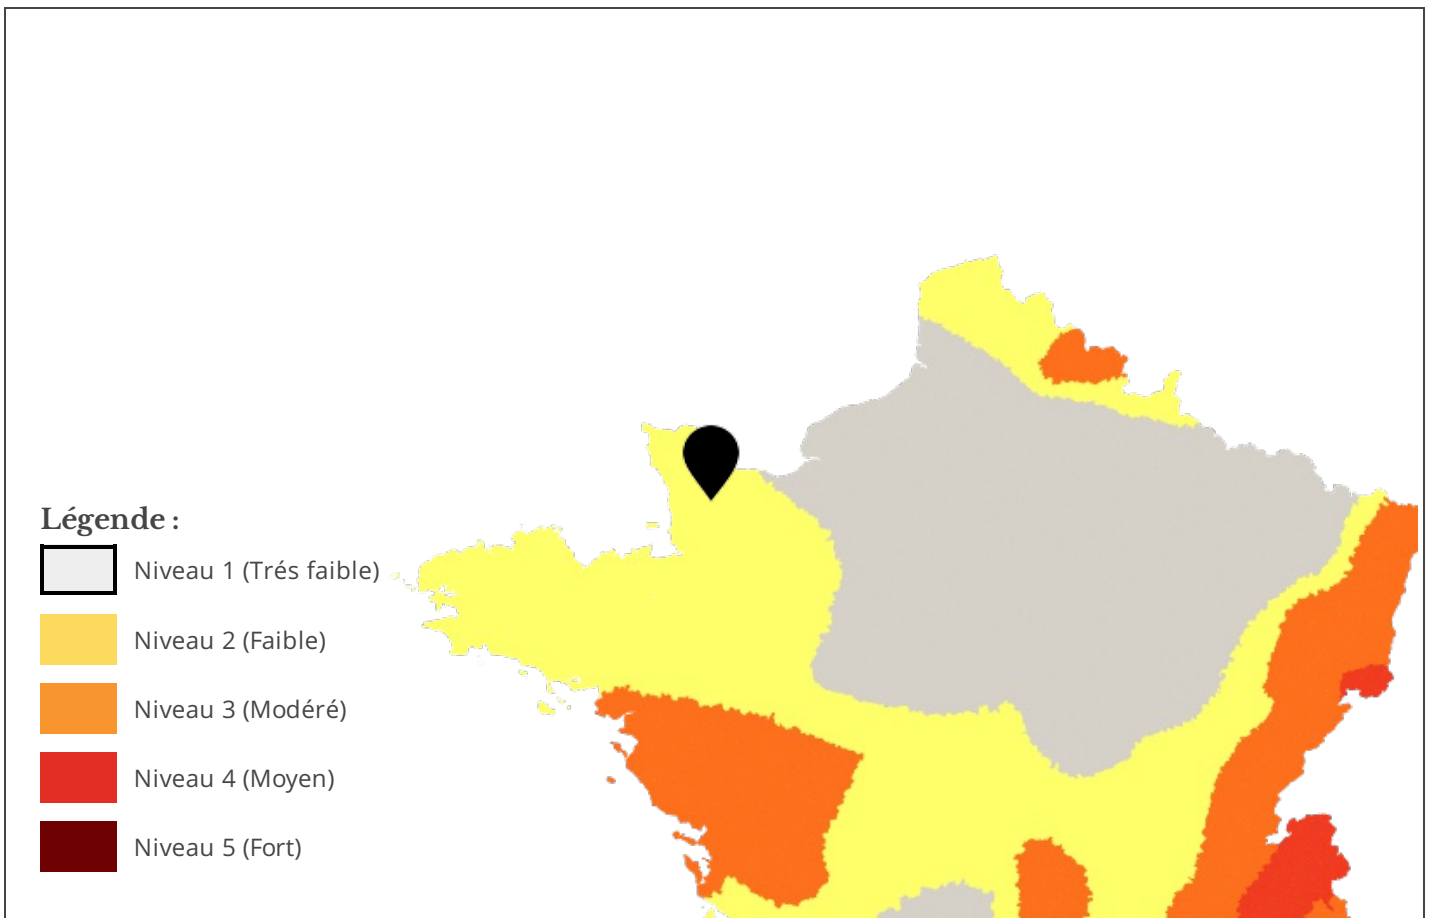 Légende :
Niveau 1 (Trés faible)
Niveau 2 (Faible)
Niveau 3 (Modéré)
Niveau 4 (Moyen)
Niveau 5 (Fort)